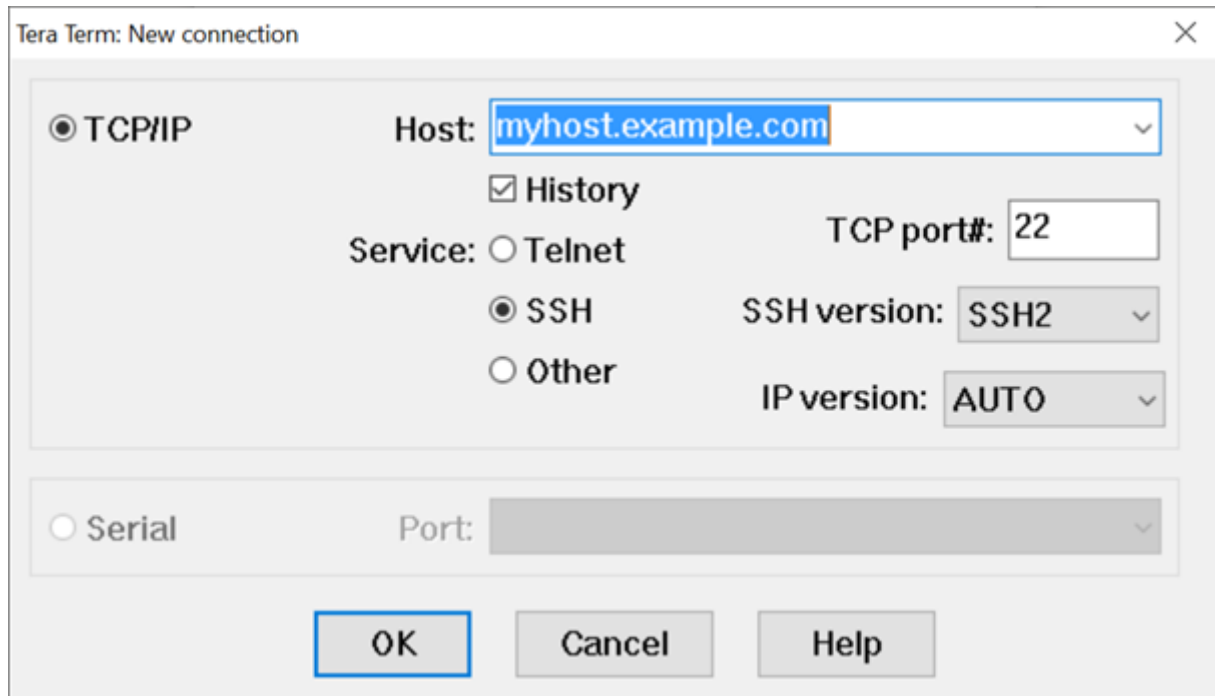 Tera Term: New connection
TCP/IP Host: myhost.example.com
History
TCP port#: 22
Service: Telnet
SSH SSH version: SSH2
Other
IP version: AUTO
Serial Port:
OK Cancel Help